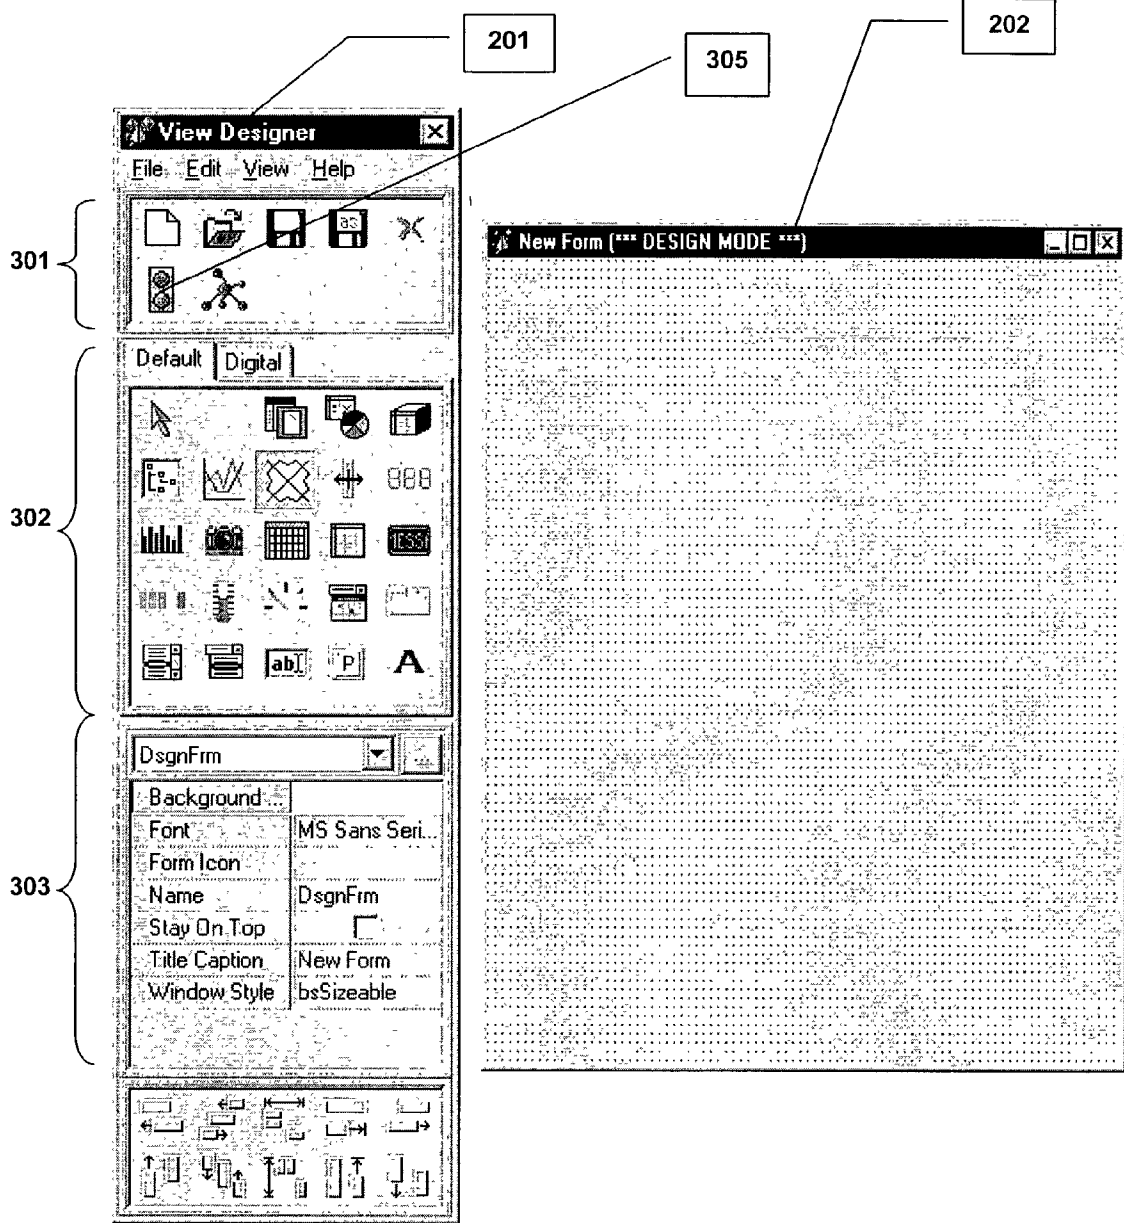 201
202
305
View Designer
File Edit View Help
301
New Form (*** DESIGN MODE ***)
Default Digital
302
abI
P
A
DsgnFrm
Background ...
Font MS Sans Seri...
Form Icon
303
Name DsgnFrm
Stay On Top
Title Caption New Form
Window Style bsSizeable